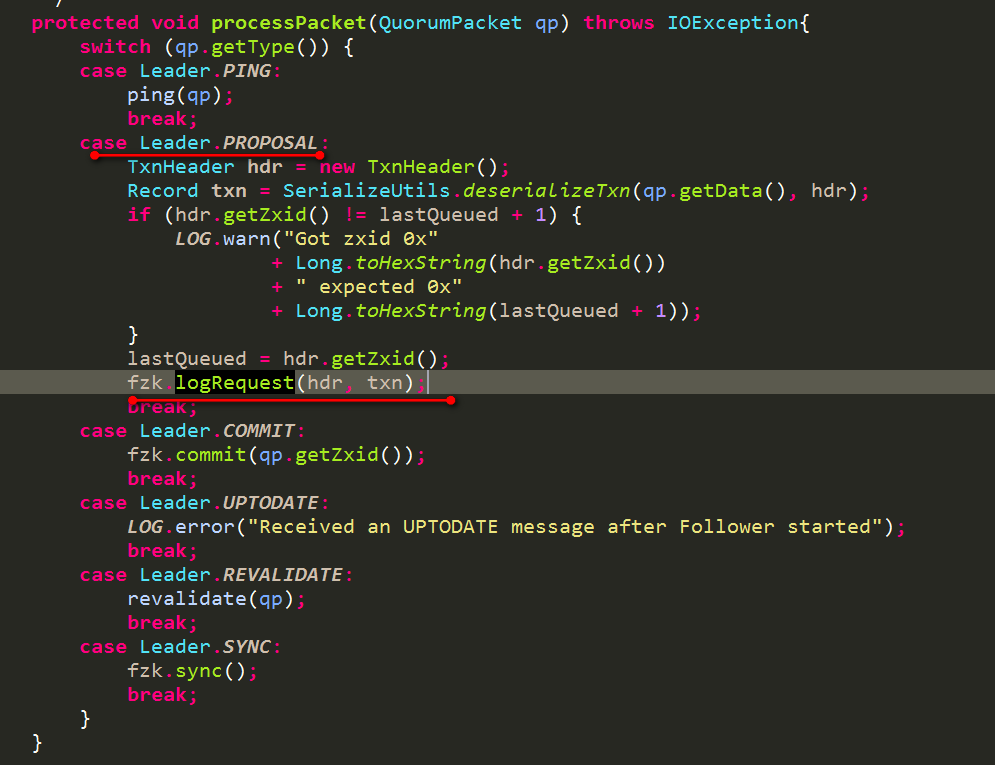 */
protected void processPacket(QuorumPacket qp) throws IOException{
switch (qp.getType()) {
case Leader.PING:
ping(qp);
break;
case Leader.PROPOSAL:
TxnHeader hdr = new TxnHeader();
Record txn = SerializeUtils.deserializeTxn(qp.getData(), hdr);
if (hdr.getZxid() != lastQueued + 1) {
LOG.warn("Got zxid 0x"
+ Long.toHexString(hdr.getZxid())
+ " expected 0x"
+ Long.toHexString(lastQueued + 1));
}
lastQueued = hdr.getZxid();
fzk.logRequest(hdr, txn);
break;
case Leader.COMMIT:
fzk.commit(qp.getZxid());
break;
case Leader.UPTODATE:
LOG.error("Received an UPTODATE message after Follower started");
break;
case Leader.REVALIDATE:
revalidate(qp);
break;
case Leader.SYNC:
fzk.sync();
break;
}
}